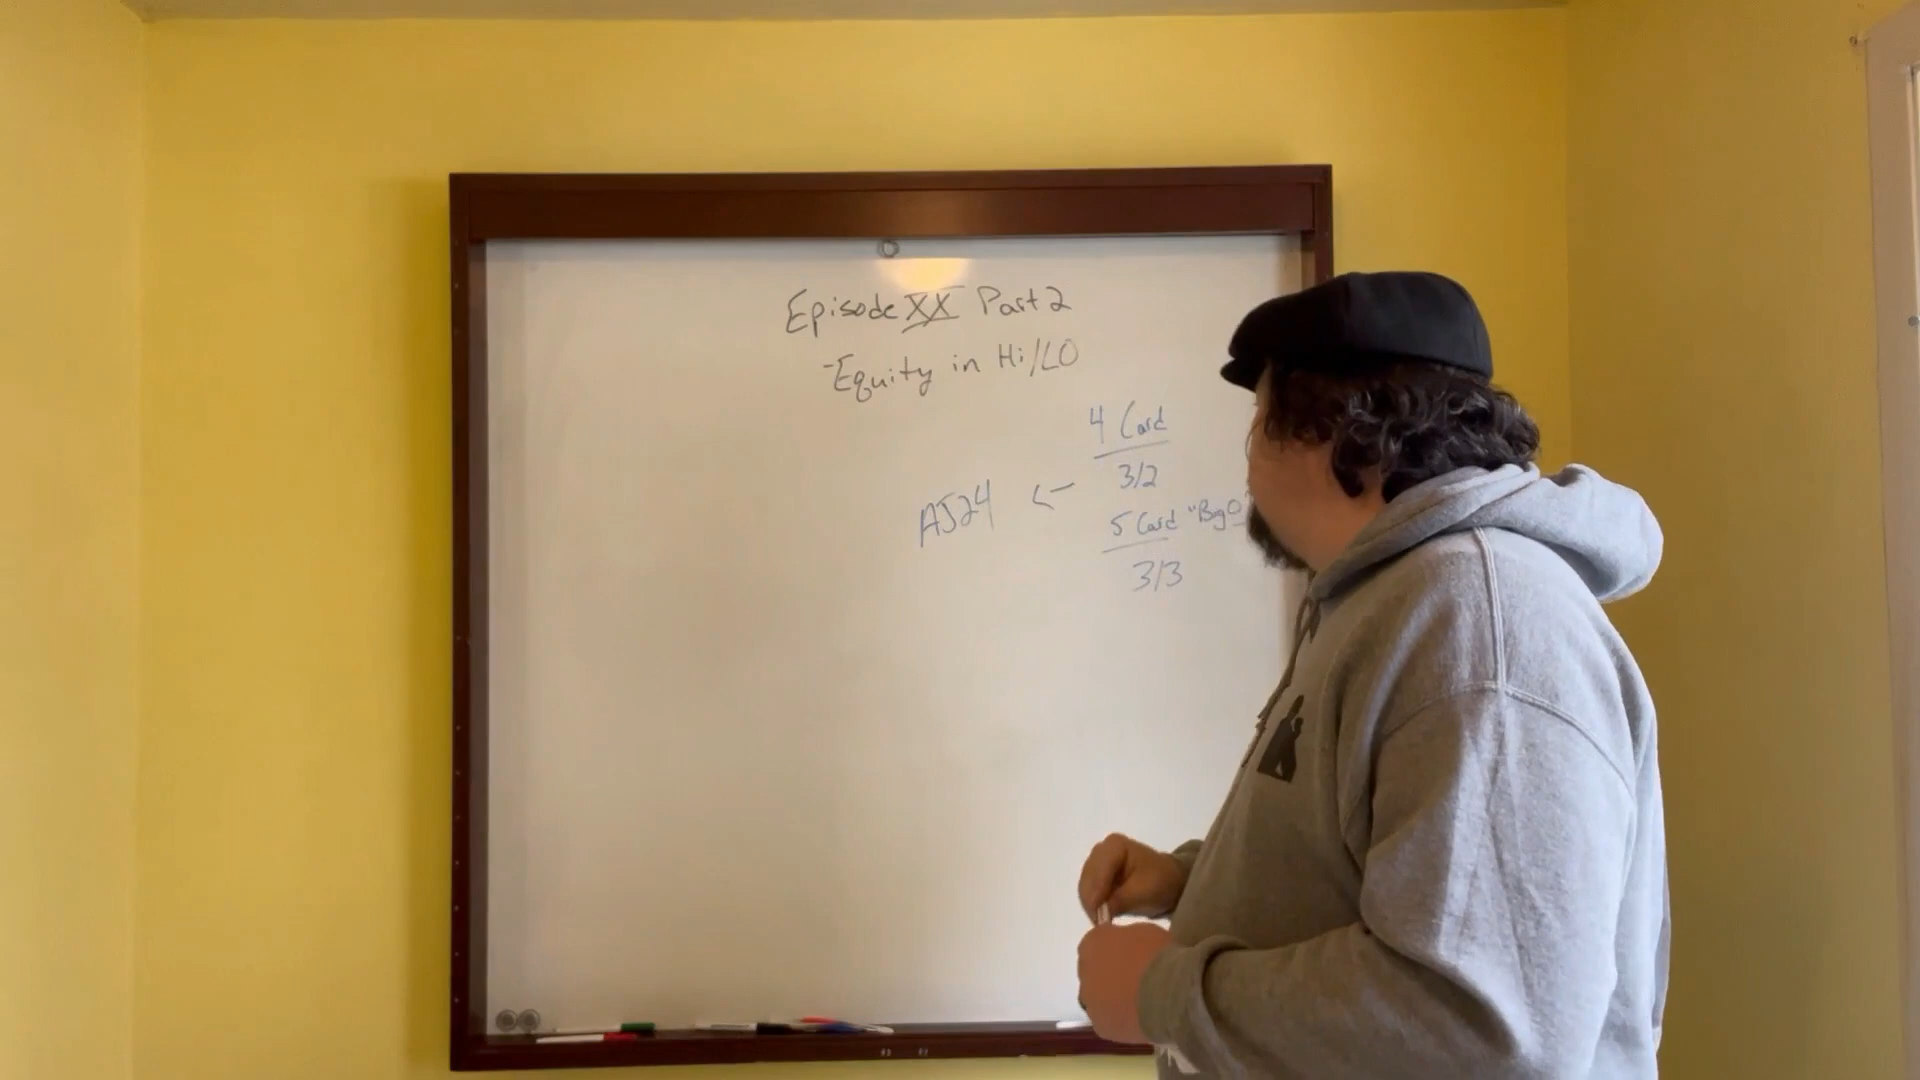 Episode XX Part 2
-Equity in Hi/LO
4 Card
3/2
AJ24 <-
5 Card "Big O"
3/3